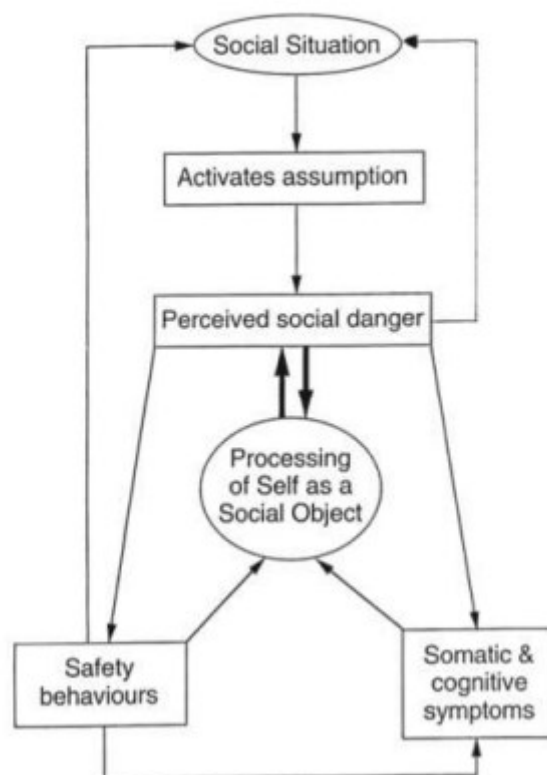 Social Situation
Activates assumption
Perceived social danger
Processing
of Self as a
Social Object
Safety
behaviours
Somatic &
cognitive
symptoms